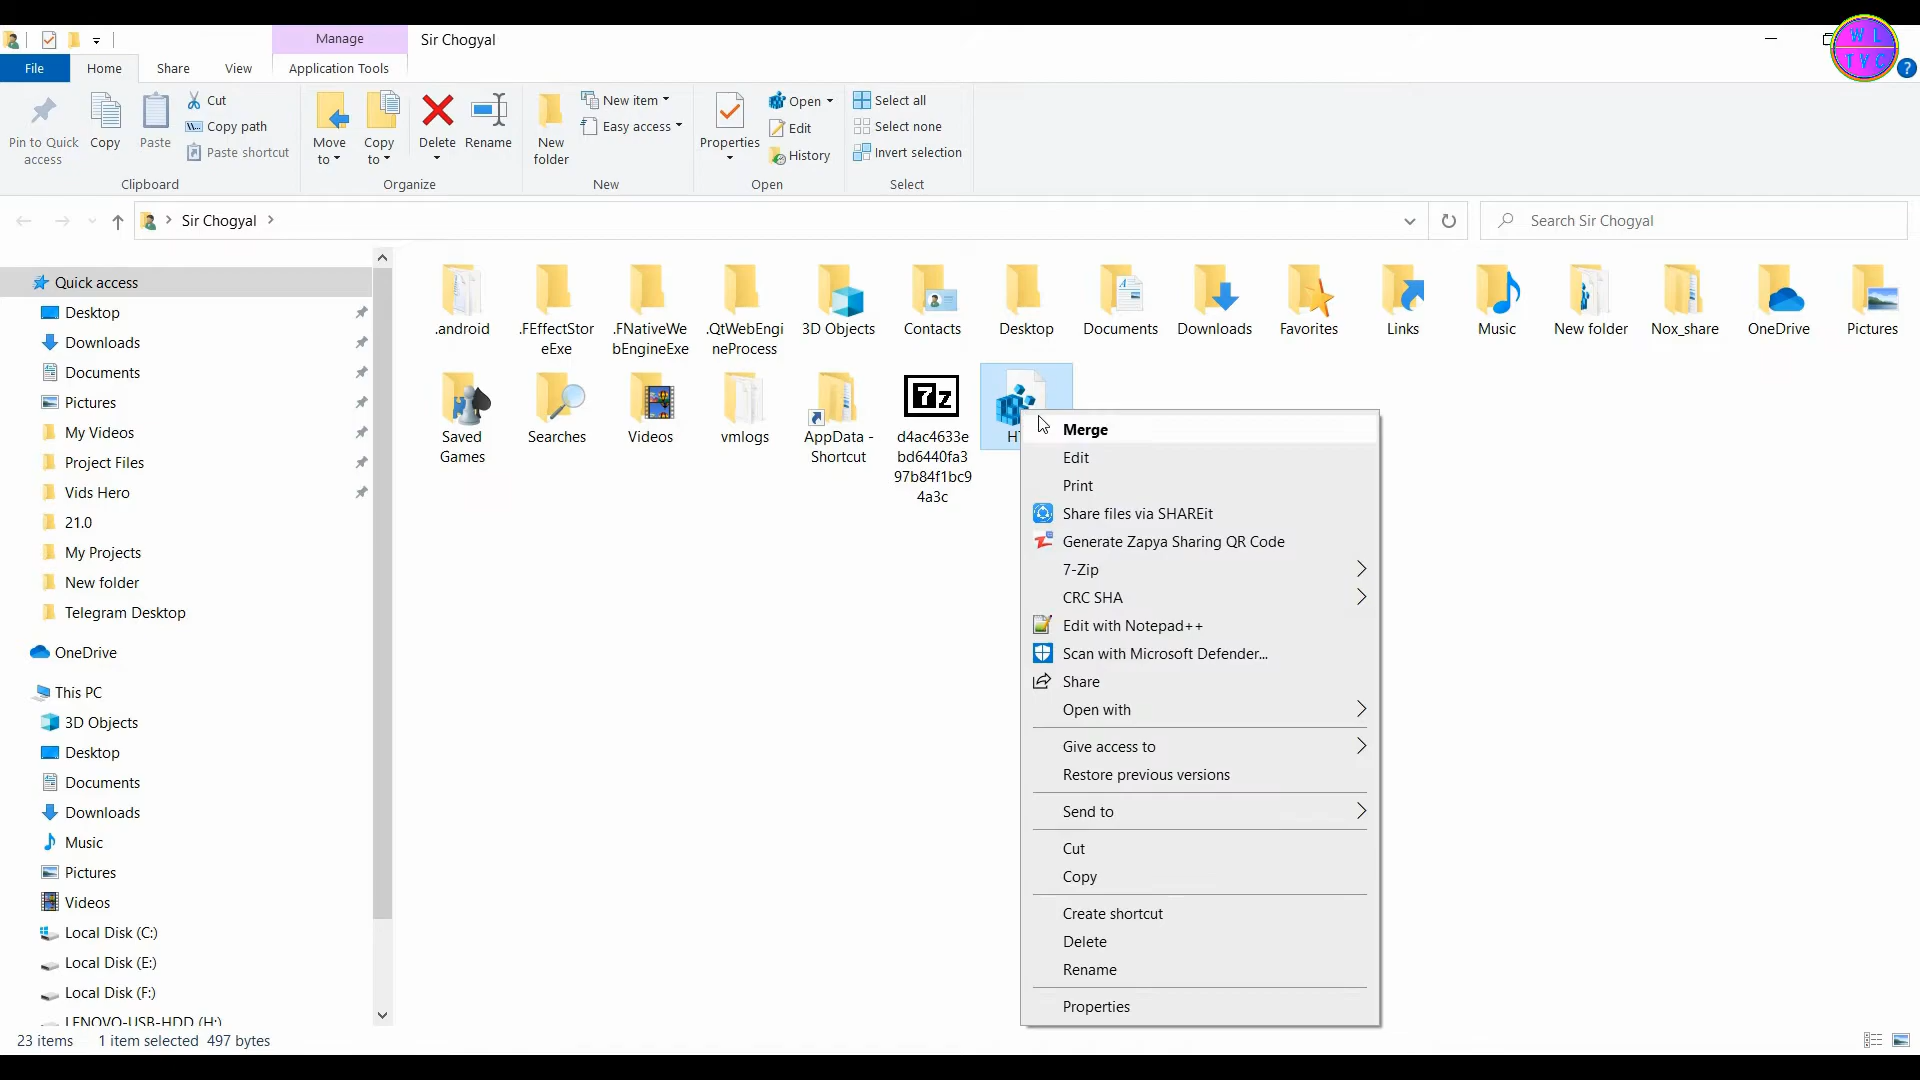 Manage
Sir Chogyal
W L
T V C
File
Home
Share
View
Application Tools
?
Pin to Quick
access
Copy
Paste
Cut
Copy path
Paste shortcut
Clipboard
Move
to
Copy
to
Delete
Rename
Organize
New
folder
New item
Easy access
New
Properties
Open
Edit
History
Open
Select all
Select none
Invert selection
Select
Sir Chogyal
Search Sir Chogyal
Quick access
Desktop
Downloads
Documents
Pictures
My Videos
Project Files
Vids Hero
21.0
My Projects
New folder
Telegram Desktop
OneDrive
This PC
3D Objects
Desktop
Documents
Downloads
Music
Pictures
Videos
Local Disk (C:)
Local Disk (E:)
Local Disk (F:)
LENOVO-USB-HDD (H:)
.android
.FEffectStor
eExe
.FNativeWe
bEngineExe
.QtWebEngi
neProcess
3D Objects
Contacts
Desktop
Documents
Downloads
Favorites
Links
Music
New folder
Nox_share
OneDrive
Pictures
Saved
Games
Searches
Videos
vmlogs
AppData -
Shortcut
7z
d4ac4633e
bd6440fa3
97b84f1bc9
4a3c
Merge
Edit
Print
Share files via SHAREit
Generate Zapya Sharing QR Code
7-Zip
CRC SHA
Edit with Notepad++
Scan with Microsoft Defender...
Share
Open with
Give access to
Restore previous versions
Send to
Cut
Copy
Create shortcut
Delete
Rename
Properties
23 items
1 item selected 497 bytes